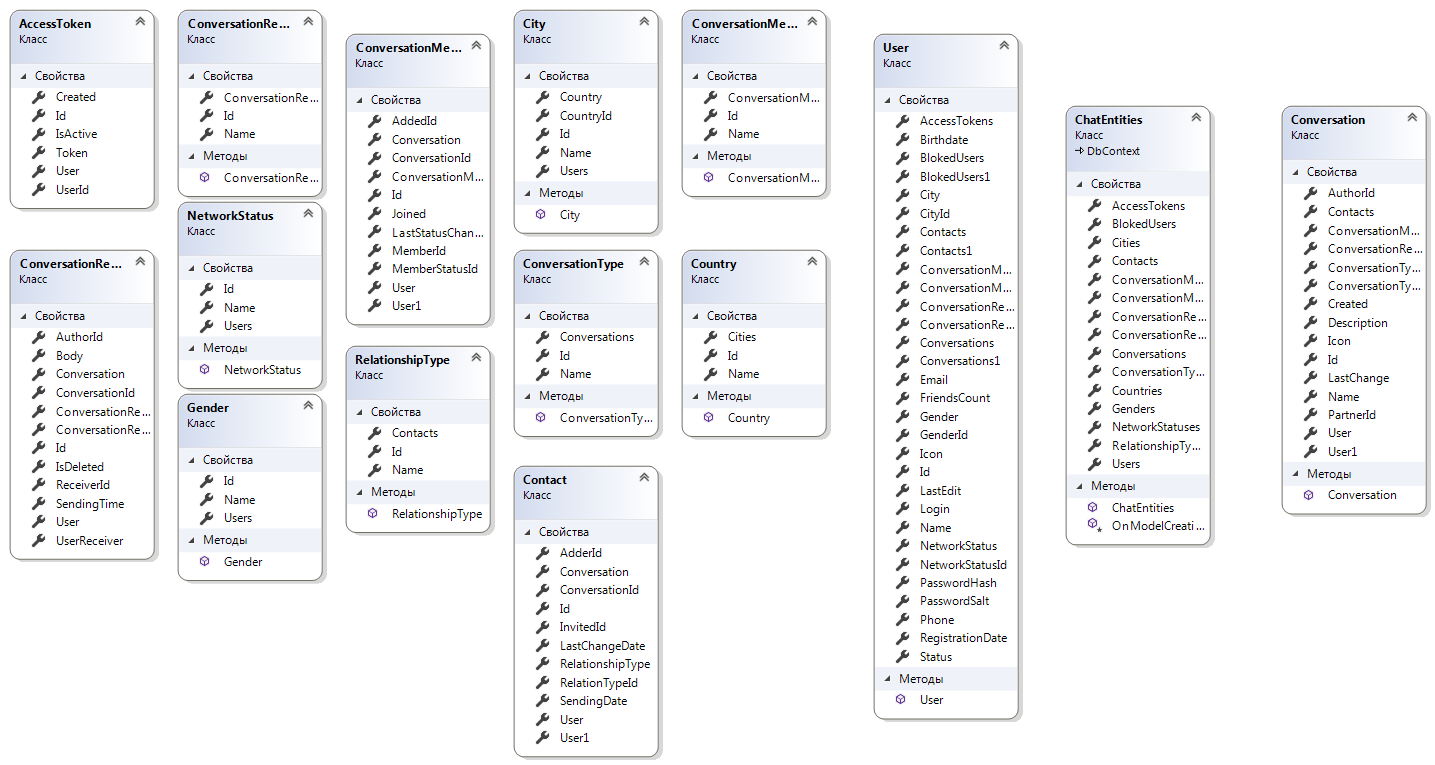 AccessToken
Класс
Свойства
Created
Id
IsActive
Token
User
UserId
ConversationRe...
Класс
Свойства
AuthorId
Body
Conversation
ConversationId
ConversationRe...
ConversationRe...
Id
IsDeleted
ReceiverId
SendingTime
User
UserReceiver
ConversationRe...
Класс
Свойства
ConversationRe...
Id
Name
Методы
ConversationRe...
NetworkStatus
Класс
Свойства
Id
Name
Users
Методы
NetworkStatus
Gender
Класс
Свойства
Id
Name
Users
Методы
Gender
ConversationMe...
Класс
Свойства
AddedId
Conversation
ConversationId
ConversationM...
Id
Joined
LastStatusChan...
MemberId
MemberStatusId
User
User1
RelationshipType
Класс
Свойства
Contacts
Id
Name
Методы
RelationshipType
City
Класс
Свойства
Country
CountryId
Id
Name
Users
Методы
City
ConversationType
Класс
Свойства
Conversations
Id
Name
Методы
ConversationTy...
Contact
Класс
Свойства
AdderId
Conversation
ConversationId
Id
InvitedId
LastChangeDate
RelationshipType
RelationTypeId
SendingDate
User
User1
ConversationMe...
Класс
Свойства
ConversationM...
Id
Name
Методы
ConversationM...
Country
Класс
Свойства
Cities
Id
Name
Методы
Country
User
Класс
Свойства
AccessTokens
Birthdate
BlokedUsers
BlokedUsers1
City
CityId
Contacts
Contacts1
ConversationM...
ConversationM...
ConversationRe...
ConversationRe...
Conversations
Conversations1
Email
FriendsCount
Gender
GenderId
Icon
Id
LastEdit
Login
Name
NetworkStatus
NetworkStatusId
PasswordHash
PasswordSalt
Phone
RegistrationDate
Status
Методы
User
ChatEntities
Класс
DbContext
Свойства
AccessTokens
BlokedUsers
Cities
Contacts
ConversationM...
ConversationM...
ConversationRe...
ConversationRe...
Conversations
ConversationTy...
Countries
Genders
NetworkStatuses
RelationshipTy...
Users
Методы
ChatEntities
OnModelCreati...
Conversation
Класс
Свойства
AuthorId
Contacts
ConversationM...
ConversationRe...
ConversationTy...
ConversationTy...
Created
Description
Icon
Id
LastChange
Name
PartnerId
User
User1
Методы
Conversation